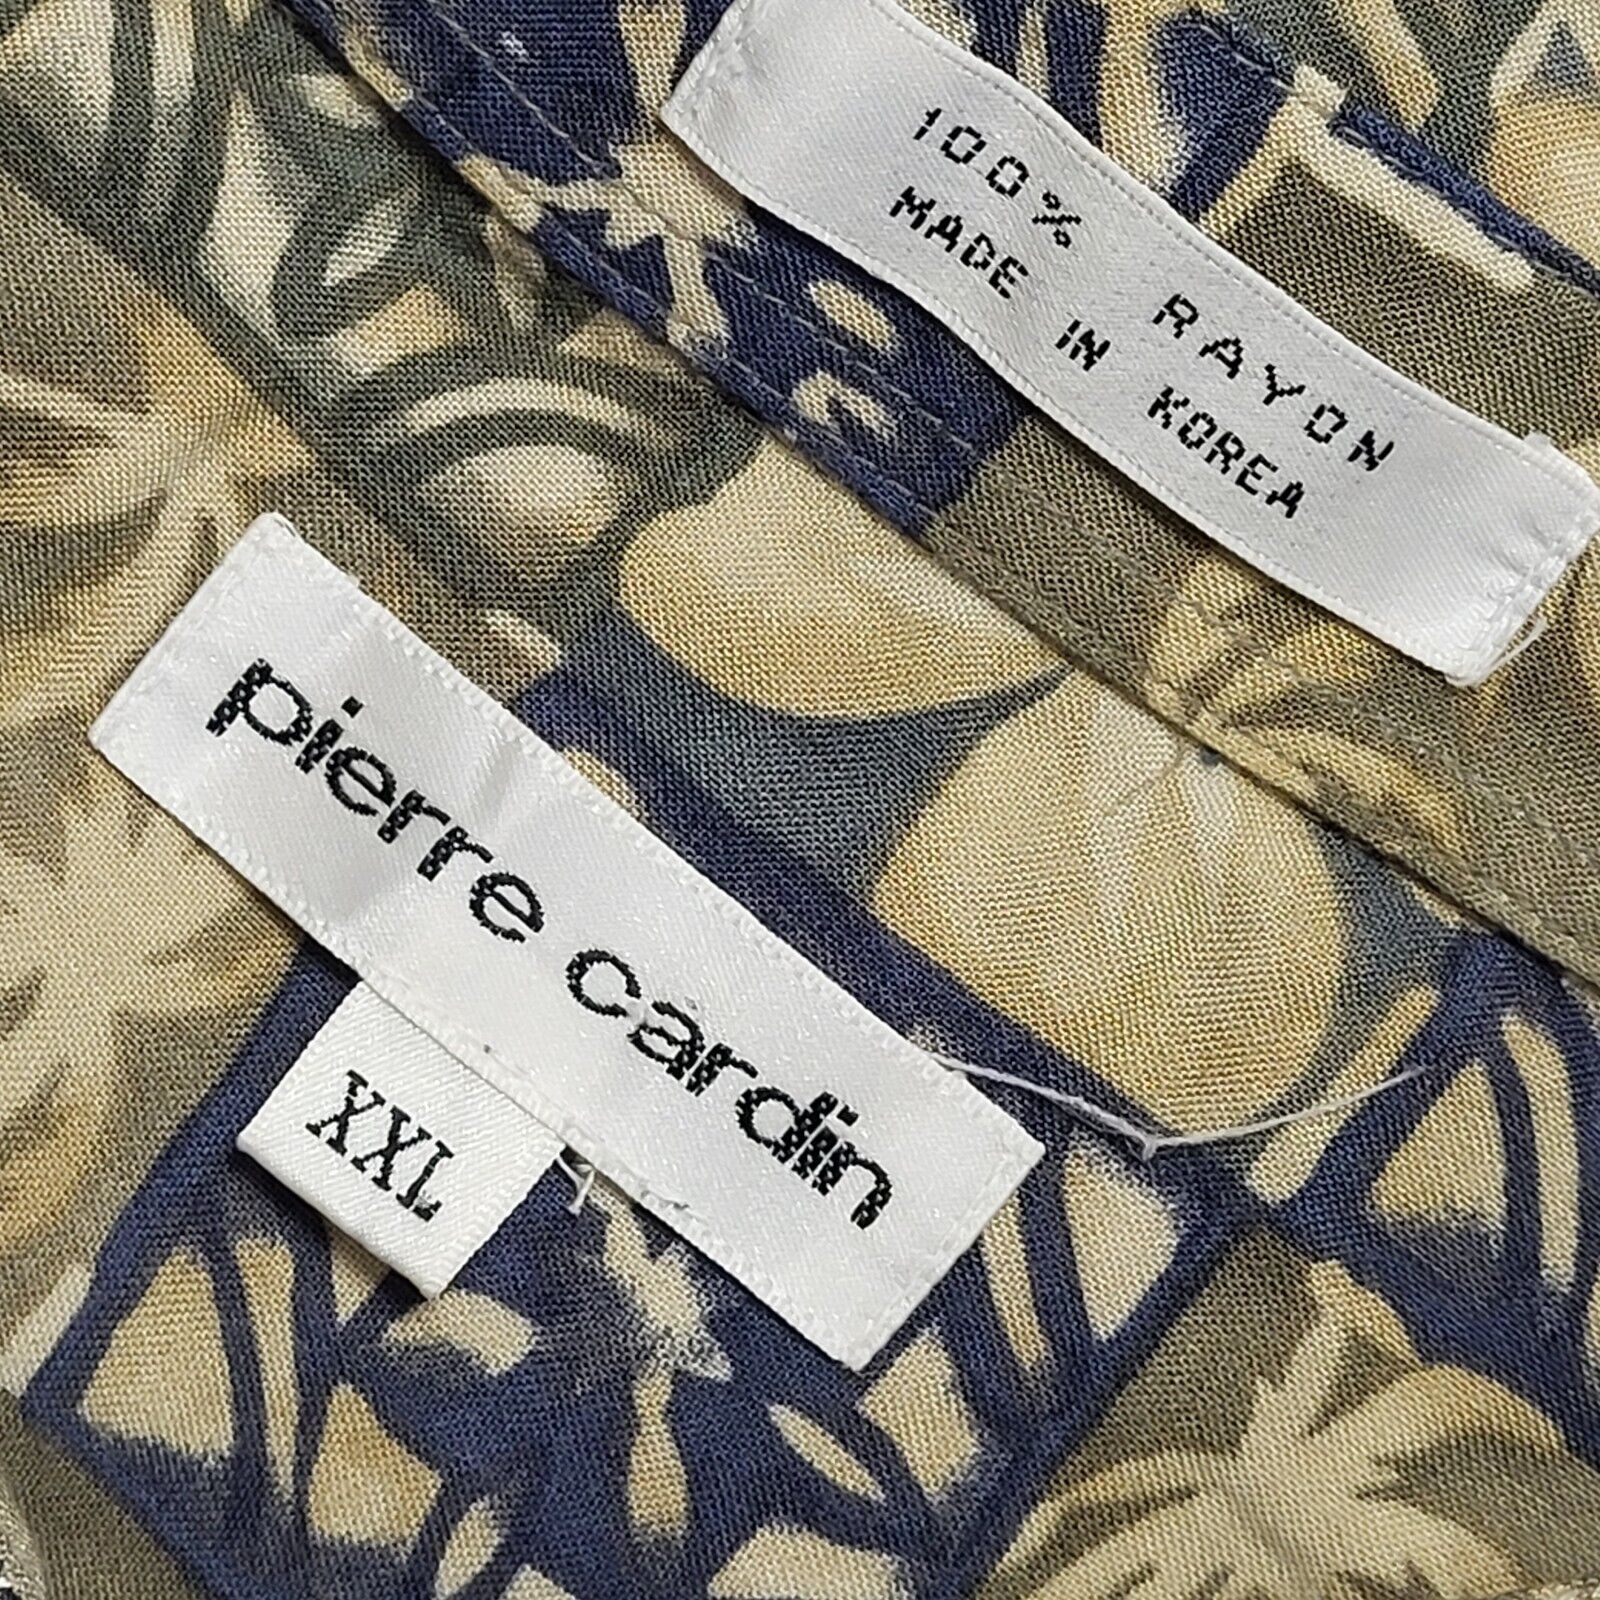 100% RAYON
MADE IN KOREA
pierre cardin
XXL